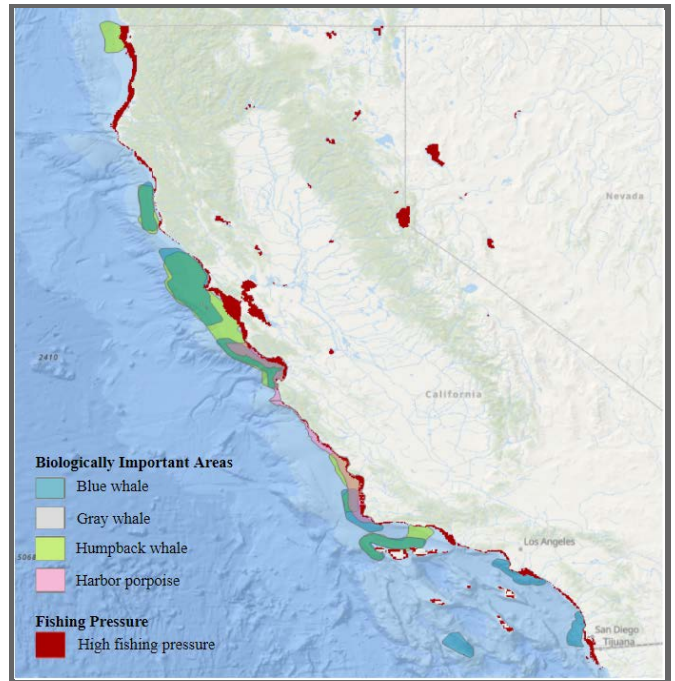 Nevada
2410
California
Biologically Important Areas
Blue whale
Gray whale
Humpback whale
Harbor porpoise
Los Angeles
Fishing Pressure
High fishing pressure
San Diego
Tijuana